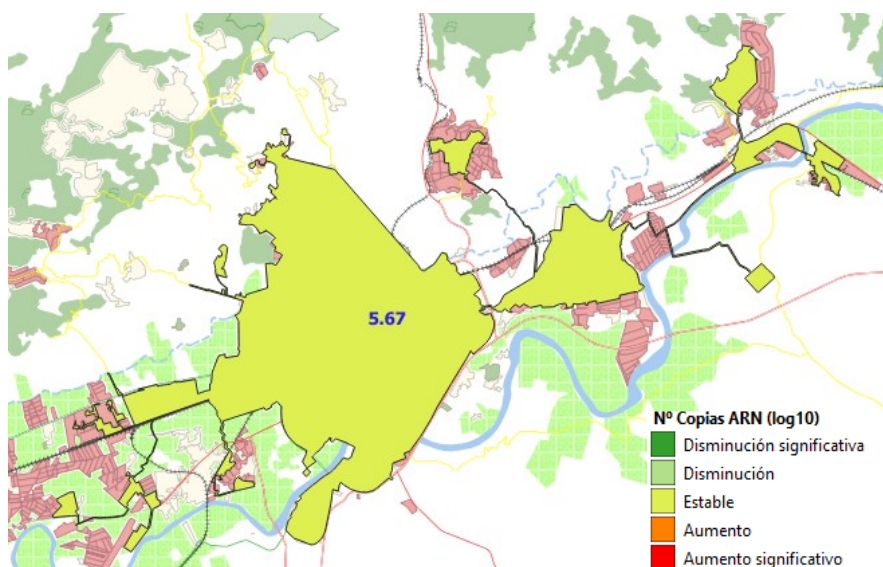 5.67
Nº Copias ARN (log10)
Disminución significativa
Disminución
Estable
Aumento
Aumento significativo